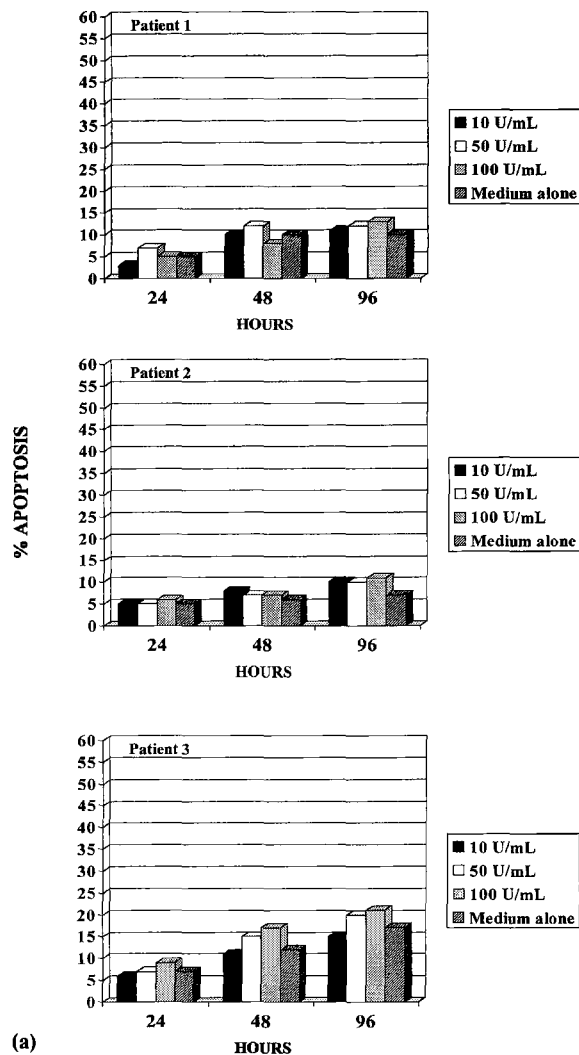 Patient 1
60
55
50
45
40
35
30
25
20
15
10
5
0
24 48 96
HOURS
10 U/mL
50 U/mL
100 U/mL
Medium alone
% APOPTOSIS
Patient 2
60
55
50
45
40
35
30
25
20
15
10
5
0
24 48 96
HOURS
10 U/mL
50 U/mL
100 U/mL
Medium alone
Patient 3
60
55
50
45
40
35
30
25
20
15
10
5
0
24 48 96
HOURS
10 U/mL
50 U/mL
100 U/mL
Medium alone
(a)